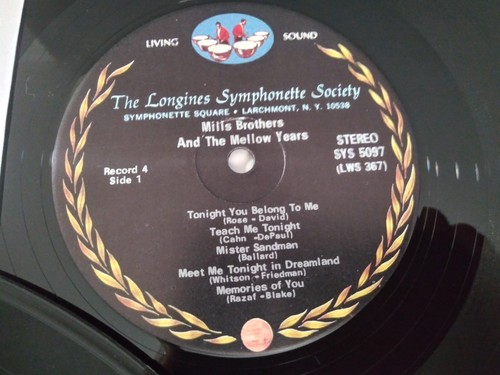 LIVING SOUND
The Longines Symphonette Society
SYMPHONETTE SQUARE • LARCHMONT, N. Y. 10538
Mills Brothers
And The Mellow Years
Record 4
Side 1
STEREO
SYS 5097
(LWS 367)
Tonight You Belong To Me
(Rose - David)
Teach Me Tonight
(Cahn - DePaul)
Mister Sandman
(Ballard)
Meet Me Tonight in Dreamland
(Whitson - Friedman)
Memories of You
(Razaf - Blake)